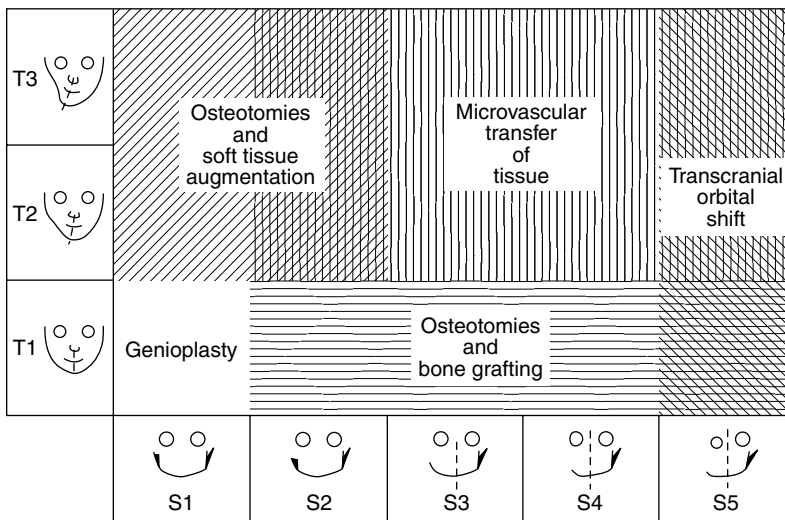 T3
Osteotomies
and
soft tissue
augmentation
Microvascular
transfer
of
tissue
T2
Transcranial
orbital
shift
T1
Genioplasty
Osteotomies
and
bone grafting
S1
S2
S3
S4
S5